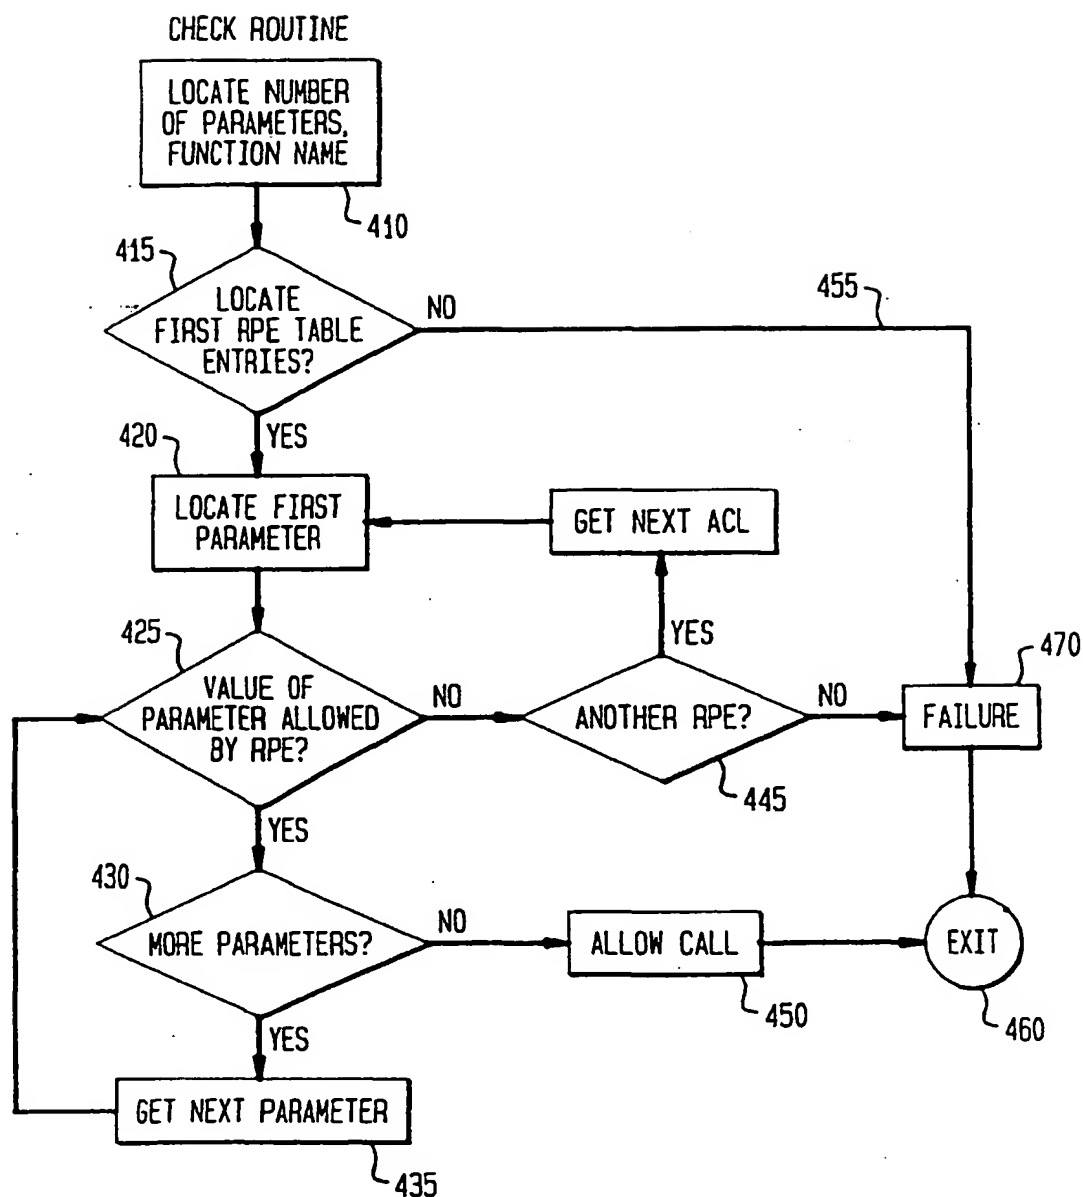 CHECK ROUTINE
LOCATE NUMBER
OF PARAMETERS,
FUNCTION NAME
410
415
LOCATE
FIRST RPE TABLE
ENTRIES?
NO
455
YES
420
LOCATE FIRST
PARAMETER
GET NEXT ACL
425
VALUE OF
PARAMETER ALLOWED
BY RPE?
NO
YES
ANOTHER RPE?
445
NO
470
FAILURE
YES
430
MORE PARAMETERS?
NO
ALLOW CALL
450
EXIT
460
YES
GET NEXT PARAMETER
435